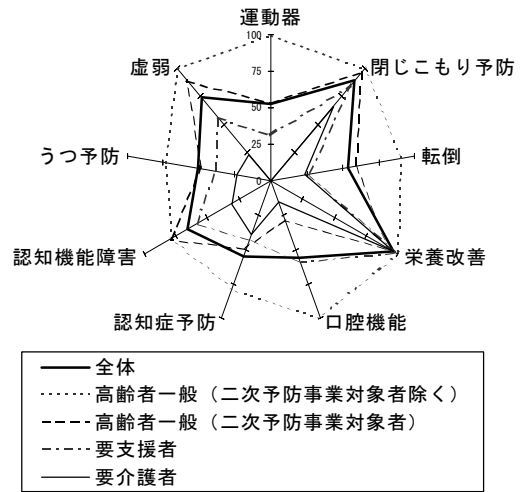 運動器
100
75
50
25
0
閉じこもり予防
転倒
栄養改善
口腔機能
認知症予防
認知機能障害
うつ予防
虚弱
全体
高齢者一般（二次予防事業対象者除く）
高齢者一般（二次予防事業対象者）
要支援者
要介護者